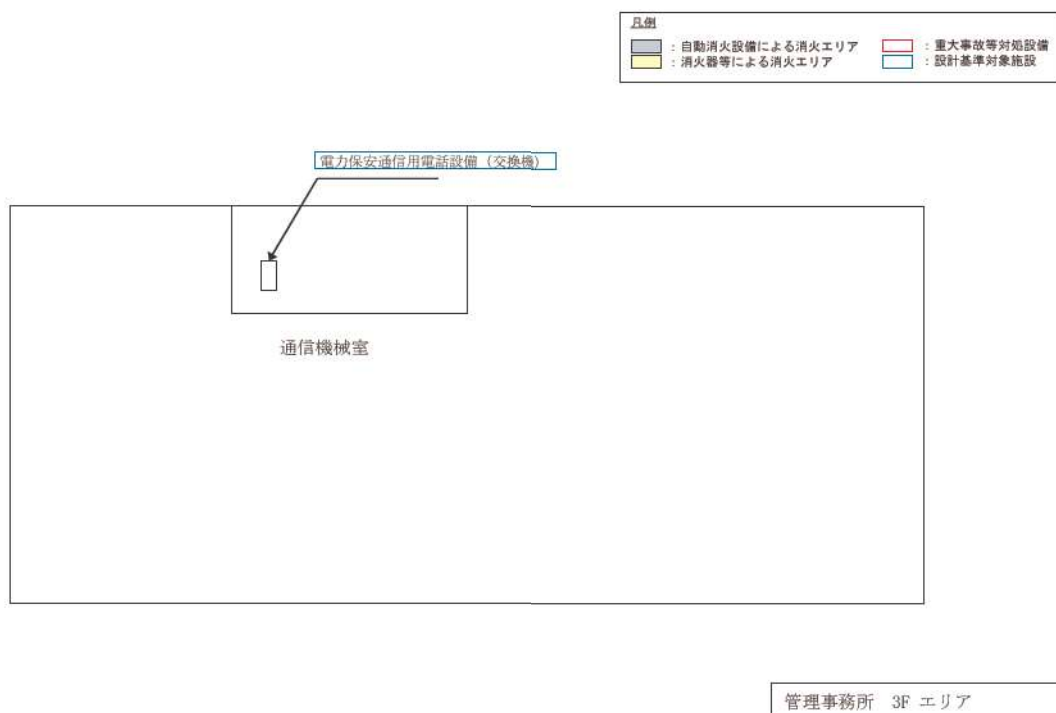 凡例
：自動消火設備による消火エリア ：重大事故等対処設備
：消火器等による消火エリア ：設計基準対象施設
電力保安通信用電話設備（交換機）
通信機械室
管理事務所 3F エリア